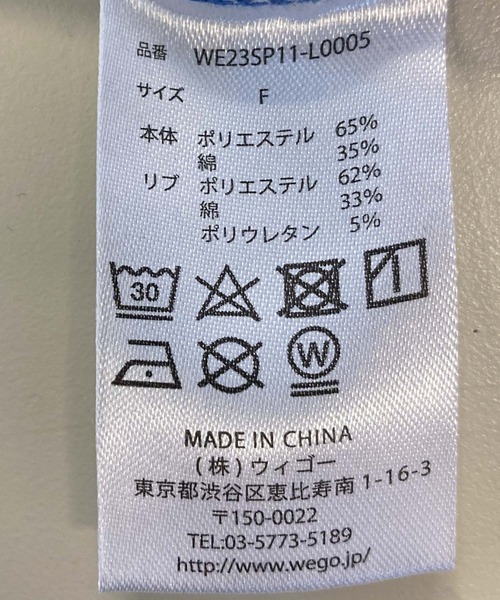 品番 WE23SP11-L0005
サイズ F
本体 ポリエステル 65%
綿 35%
リブ ポリエステル 62%
綿 33%
ポリウレタン 5%
30
W
MADE IN CHINA
(株)ウィゴー
東京都渋谷区恵比寿南1-16-3
〒150-0022
TEL:03-5773-5189
http://www.wego.jp/